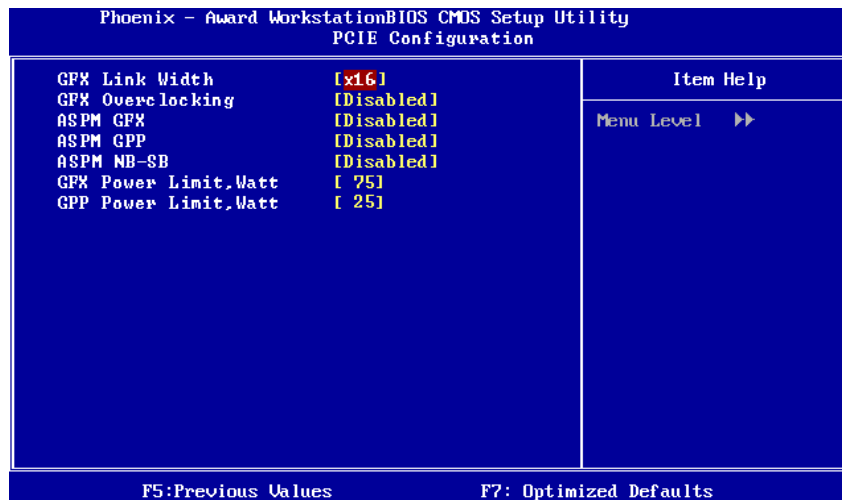 Phoenix - Award WorkstationBIOS CMOS Setup Utility
PCIE Configuration
GFX Link Width [x16]
GFX Overclocking [Disabled]
ASPM GFX [Disabled]
ASPM GPP [Disabled]
ASPM NB-SB [Disabled]
GFX Power Limit,Watt [ 75]
GPP Power Limit,Watt [ 25]
Item Help
Menu Level ▶▶
F5:Previous Values F7: Optimized Defaults